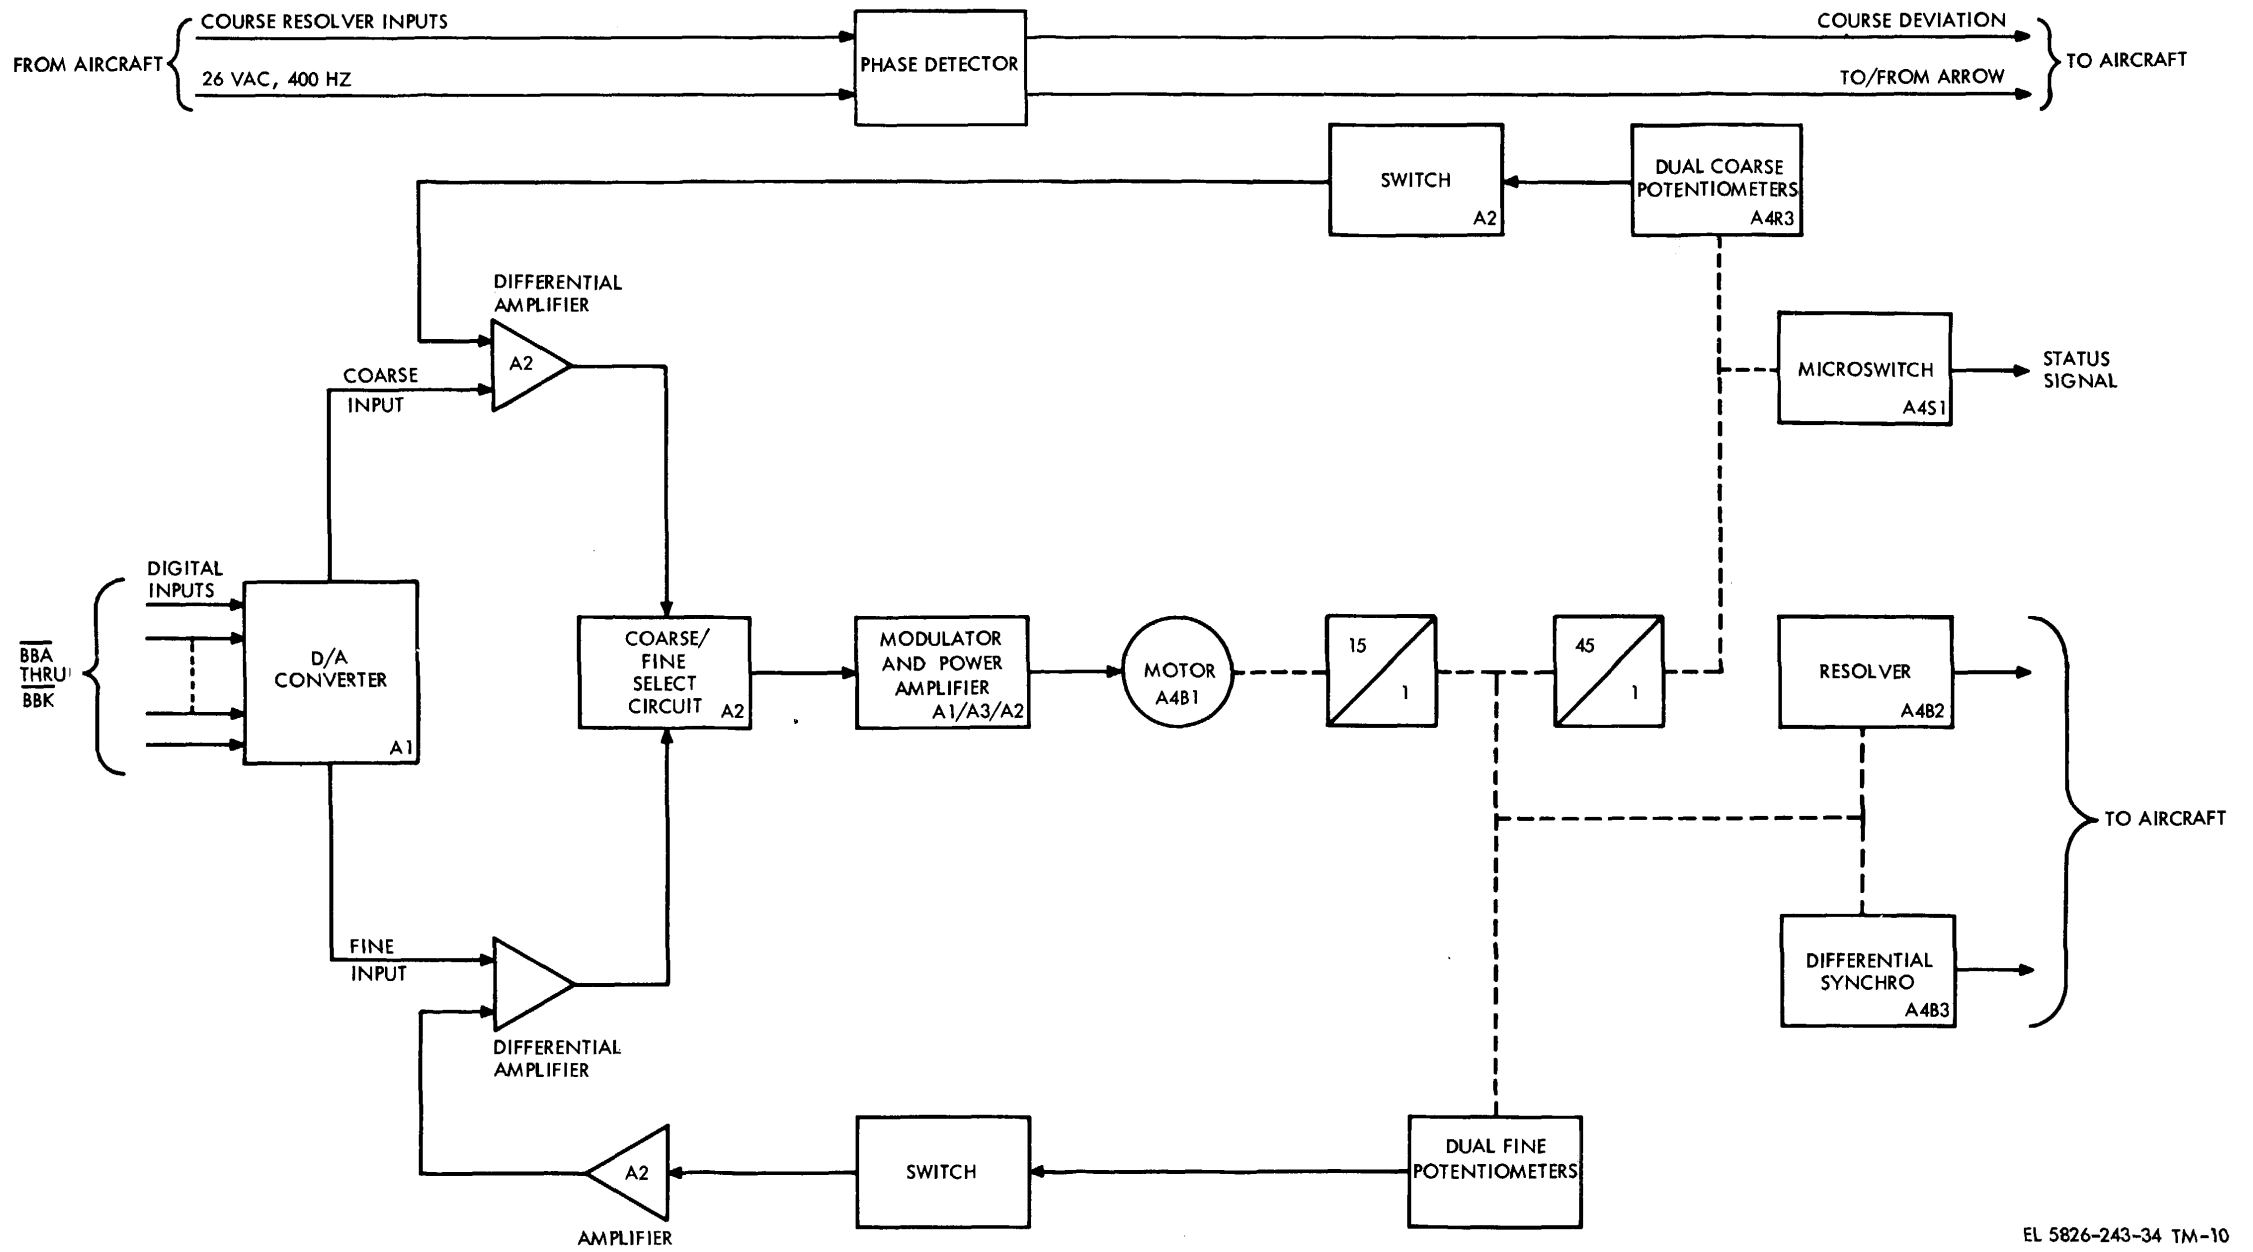 COURSE RESOLVER INPUTS
FROM AIRCRAFT
26 VAC, 400 HZ
PHASE DETECTOR
COURSE DEVIATION
TO/FROM ARROW
TO AIRCRAFT
SWITCH
A2
DUAL COARSE
POTENTIOMETERS
A4R3
DIFFERENTIAL
AMPLIFIER
A2
COARSE
INPUT
MICROSWITCH
A4S1
STATUS
SIGNAL
DIGITAL
INPUTS
BBA
THRU
BBK
D/A
CONVERTER
A1
COARSE/
FINE
SELECT
CIRCUIT
A2
MODULATOR
AND POWER
AMPLIFIER
A1/A3/A2
MOTOR
A4B1
15
1
45
1
RESOLVER
A4B2
TO AIRCRAFT
FINE
INPUT
DIFFERENTIAL
AMPLIFIER
DIFFERENTIAL
SYNCHRO
A4B3
A2
AMPLIFIER
SWITCH
DUAL FINE
POTENTIOMETERS
EL 5826-243-34 TM-10